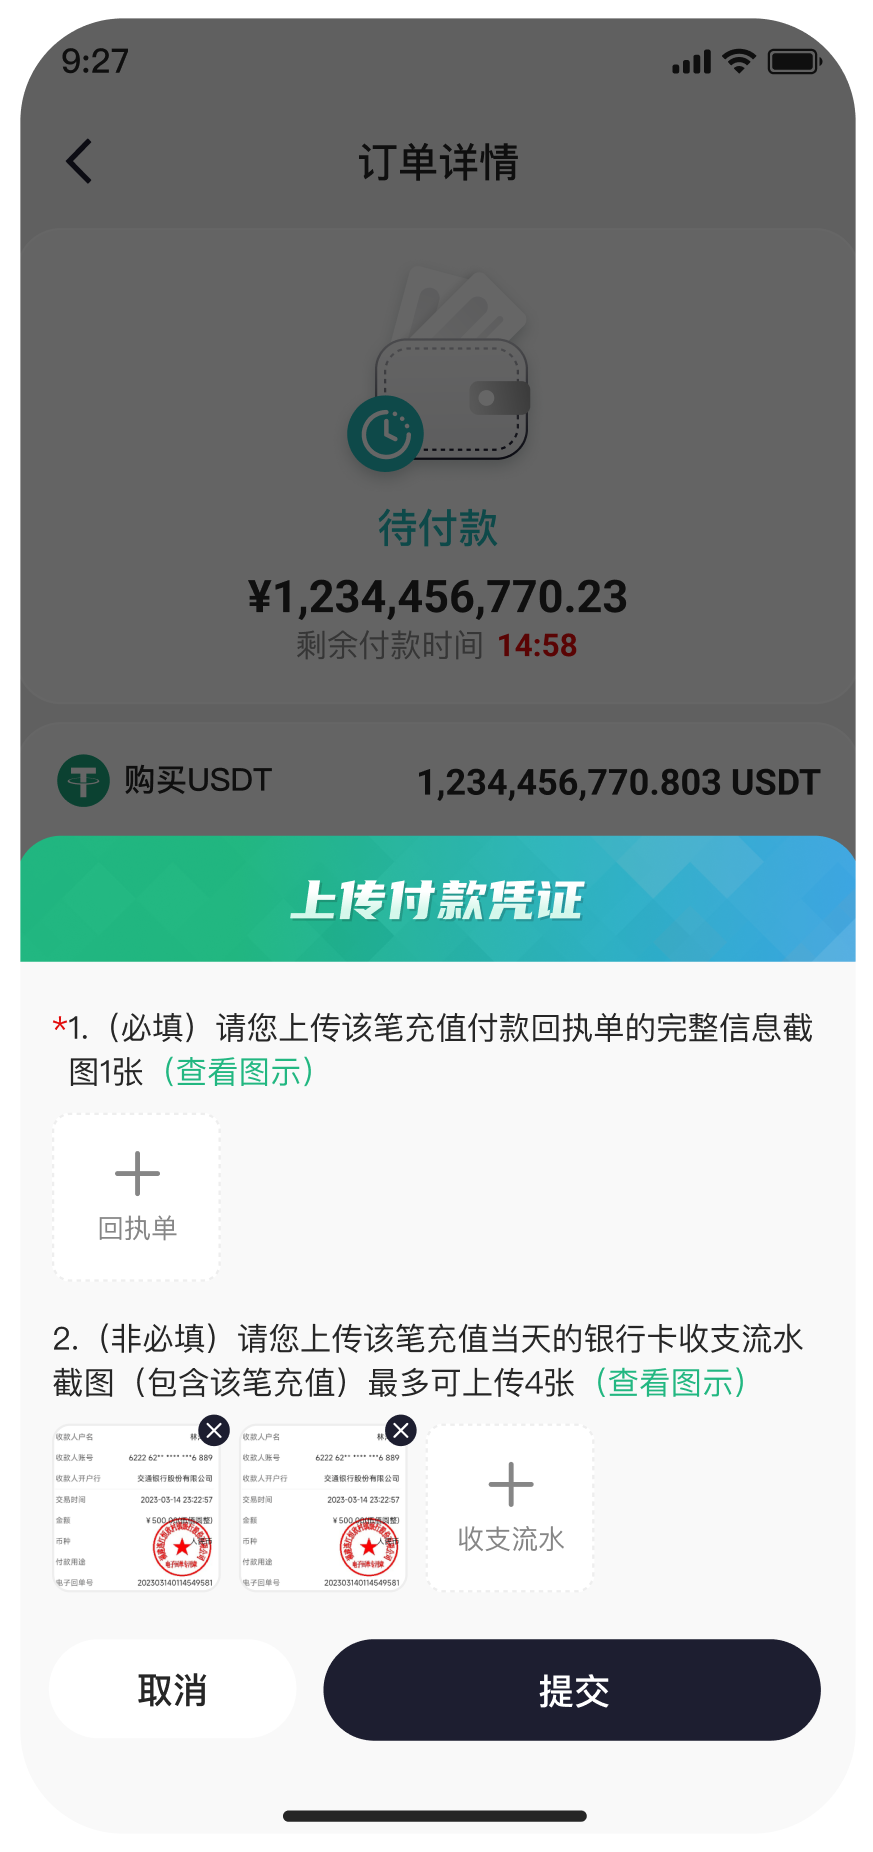 9:27
订单详情
待付款
¥1,234,456,770.23
剩余付款时间 14:58
购买USDT 1,234,456,770.803 USDT
上传付款凭证
*1.（必填）请您上传该笔充值付款回执单的完整信息截
图1张（查看图示）
回执单
2.（非必填）请您上传该笔充值当天的银行卡收支流水
截图（包含该笔充值）最多可上传4张（查看图示）
收款人户名 林
收款人账号 6222 62** **** ***6 889
收款人开户行 交通银行股份有限公司
交易时间 2023-03-14 23:22:57
金额 ¥500.00
币种 人民币
付款用途
电子回单号 202303140114549581
收款人户名 林
收款人账号 6222 62** **** ***6 889
收款人开户行 交通银行股份有限公司
交易时间 2023-03-14 23:22:57
金额 ¥500.00
币种 人民币
付款用途
电子回单号 202303140114549581
收支流水
取消
提交